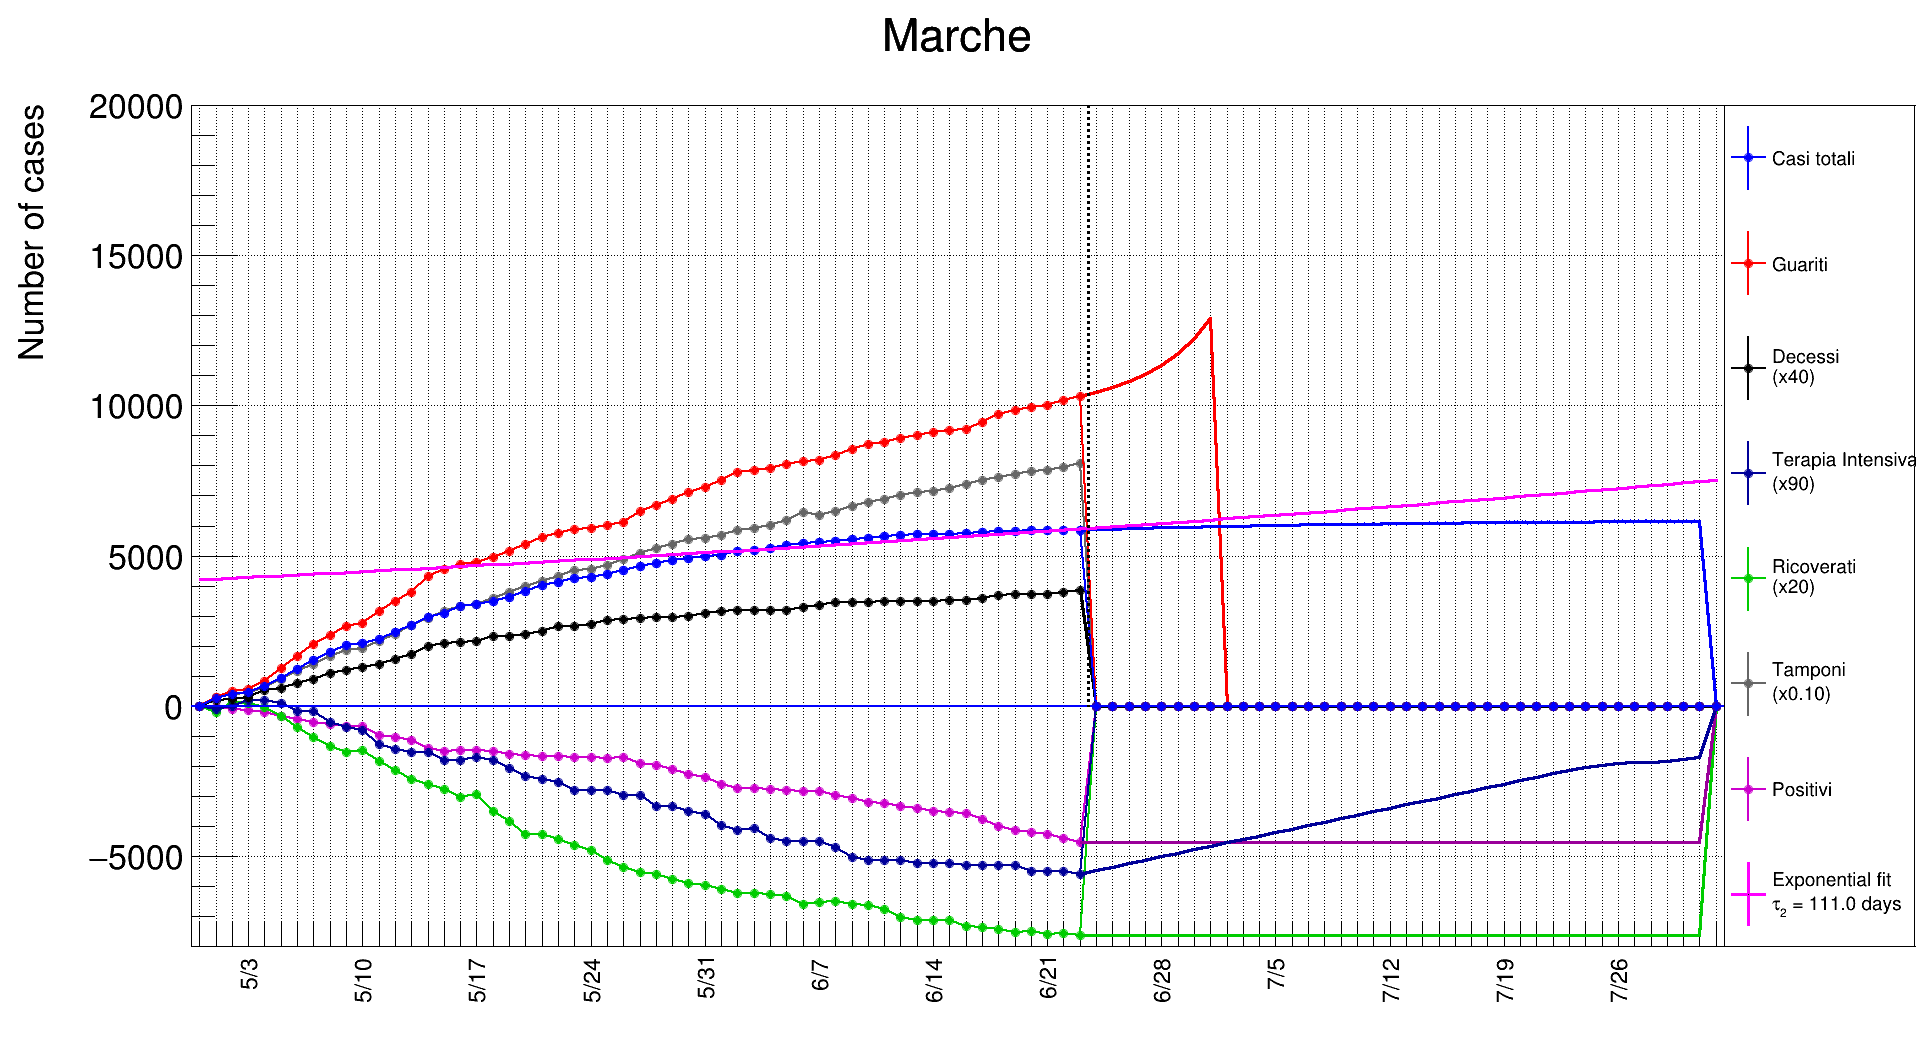 Marche
Number of cases
20000
15000
10000
5000
0
−5000
5/3
5/10
5/17
5/24
5/31
6/7
6/14
6/21
6/28
7/5
7/12
7/19
7/26
Casi totali
Guariti
Decessi
(x40)
Terapia Intensiva
(x90)
Ricoverati
(x20)
Tamponi
(x0.10)
Positivi
Exponential fit
τ₂ = 111.0 days